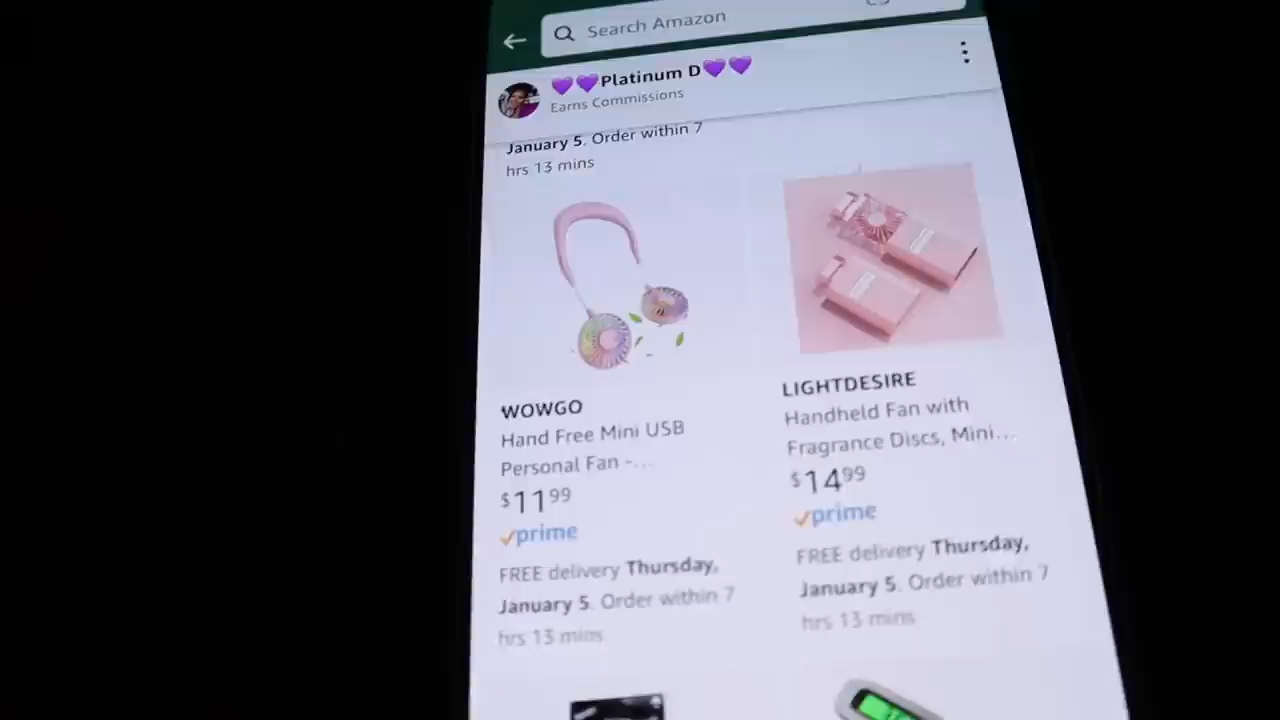 Search Amazon
💜💜Platinum D💜💜
Earns Commissions
January 5. Order within 7
hrs 13 mins
WOWGO
Hand Free Mini USB
Personal Fan -...
$11.99
prime
FREE delivery Thursday,
January 5. Order within 7
hrs 13 mins
LIGHTDESIRE
Handheld Fan with
Fragrance Discs, Mini...
$14.99
prime
FREE delivery Thursday,
January 5. Order within 7
hrs 13 mins